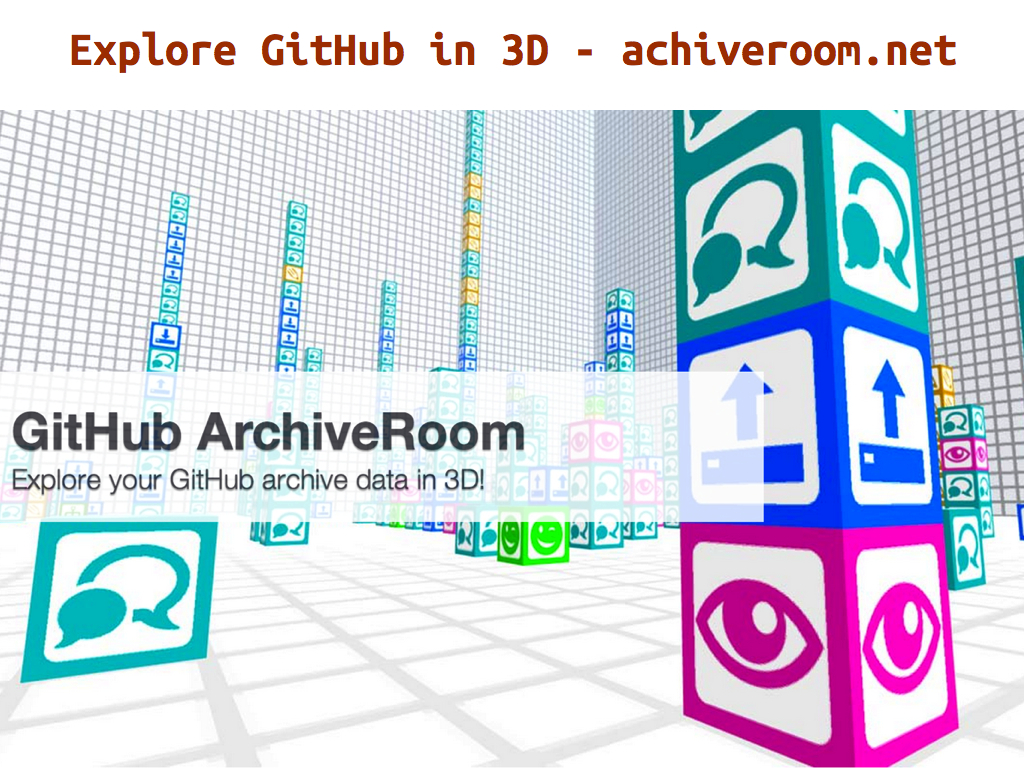 Explore GitHub in 3D - achiveroom.net
GitHub ArchiveRoom
Explore your GitHub archive data in 3D!